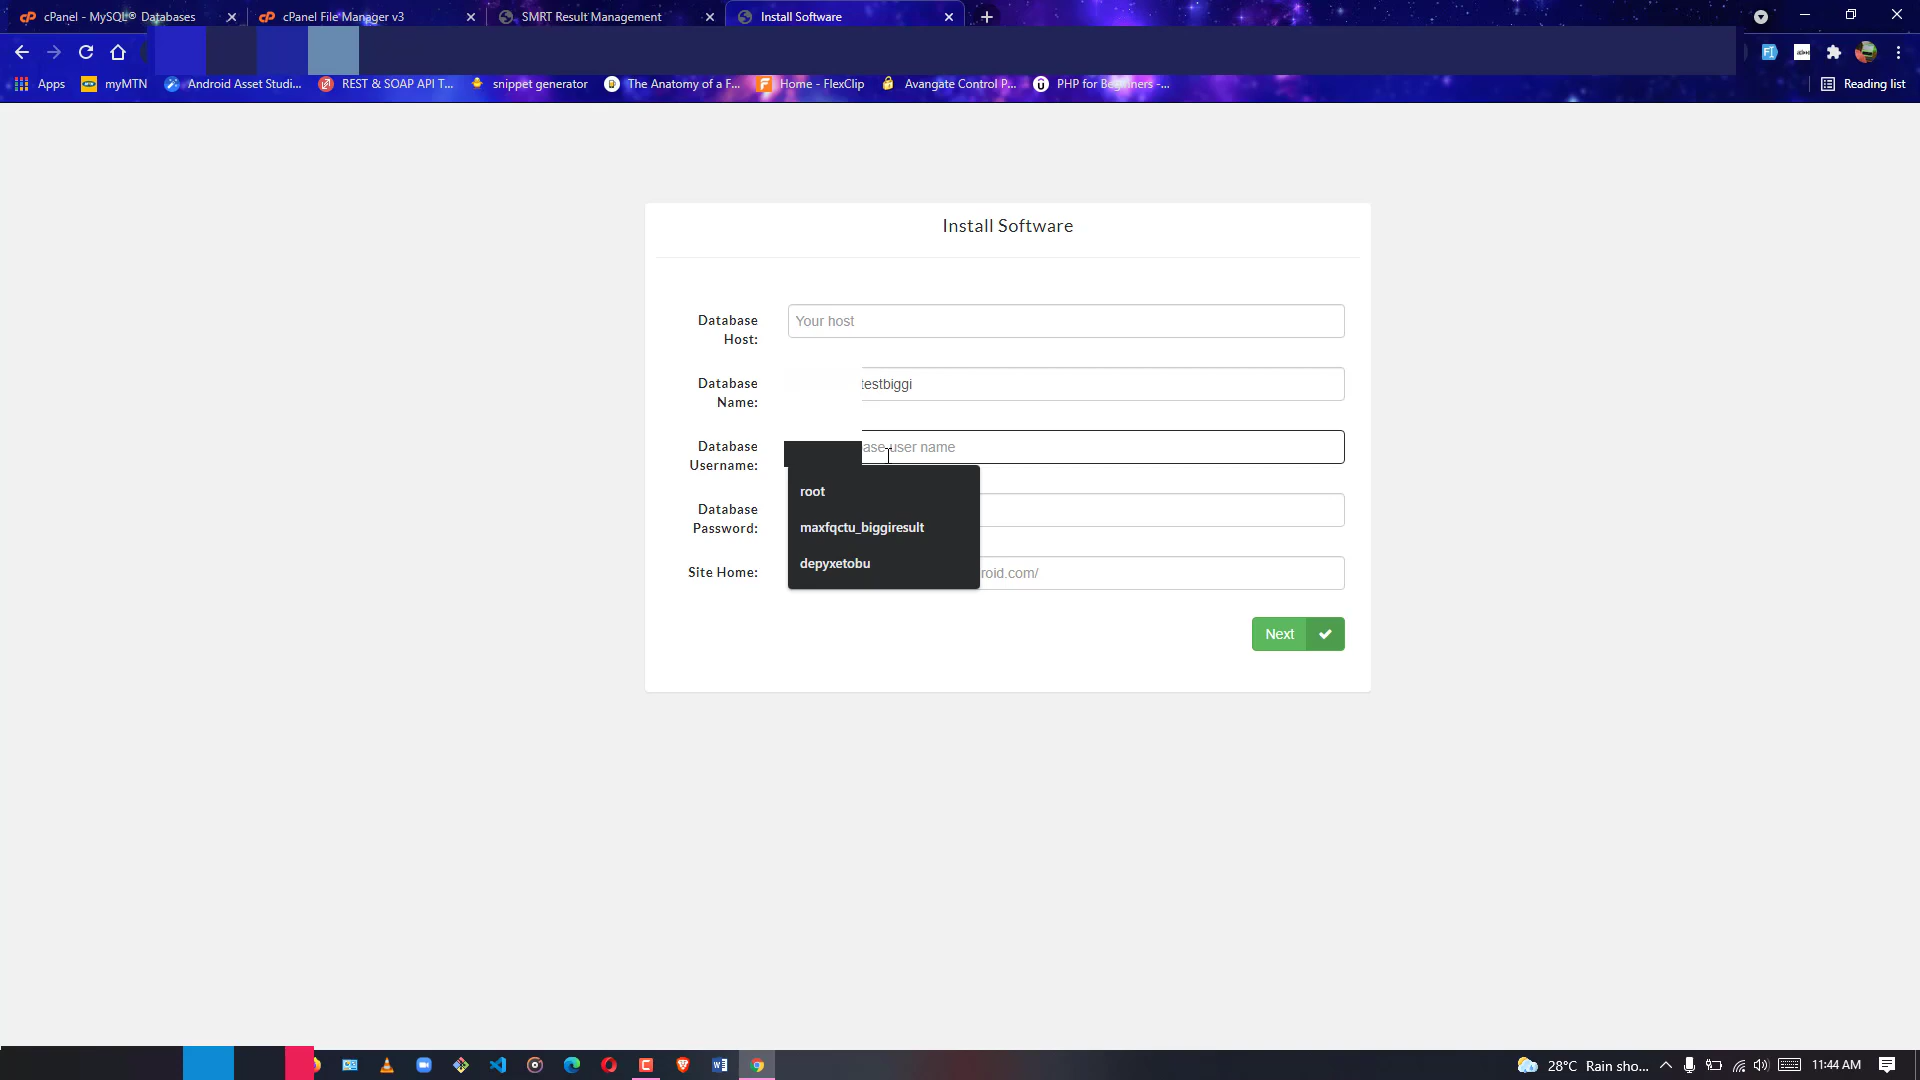 cPanel - MySQL® Databases
cPanel File Manager v3
SMRT Result Management
Install Software
Apps
myMTN
Android Asset Studi...
REST & SOAP API T...
snippet generator
The Anatomy of a F...
Home - FlexClip
Avangate Control P...
PHP for Beginners -...
Reading list
Install Software
Database Host:
Your host
Database Name:
testbiggi
Database Username:
ase user name
root
maxfqctu_biggiresult
depyxetobu
Database Password:
Site Home:
roid.com/
Next
28°C Rain sho...
11:44 AM